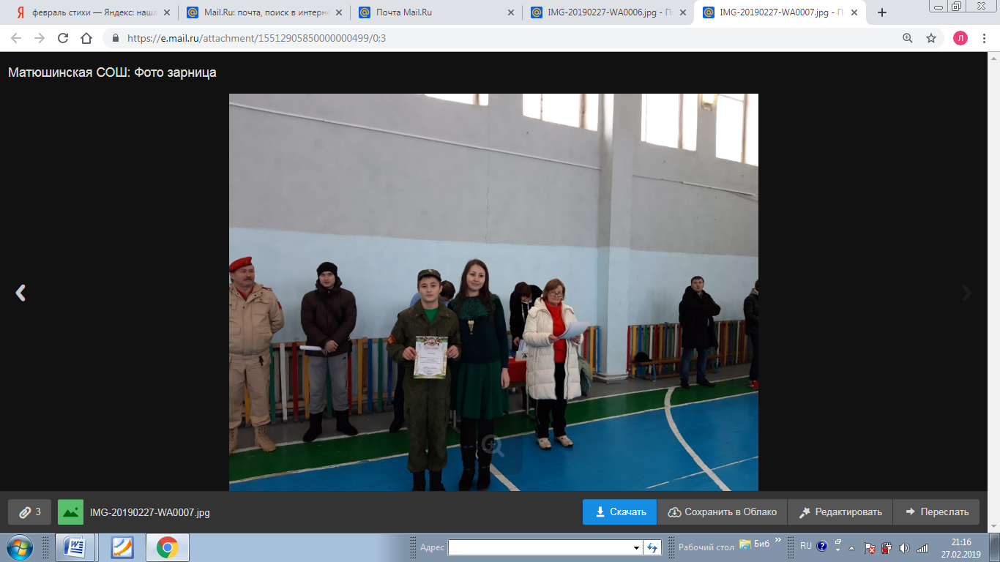 февраль стихи — Яндекс: нашл
Mail.Ru: почта, поиск в интерне
Почта Mail.Ru
IMG-20190227-WA0006.jpg - П
IMG-20190227-WA0007.jpg - П
https://e.mail.ru/attachment/15512905850000000499/0;3
Л
Матюшинская СОШ: Фото зарница
Ж
3
IMG-20190227-WA0007.jpg
Скачать
Сохранить в Облако
Редактировать
Переслать
Адрес
Рабочий стол
Биб
RU
21:16
27.02.2019